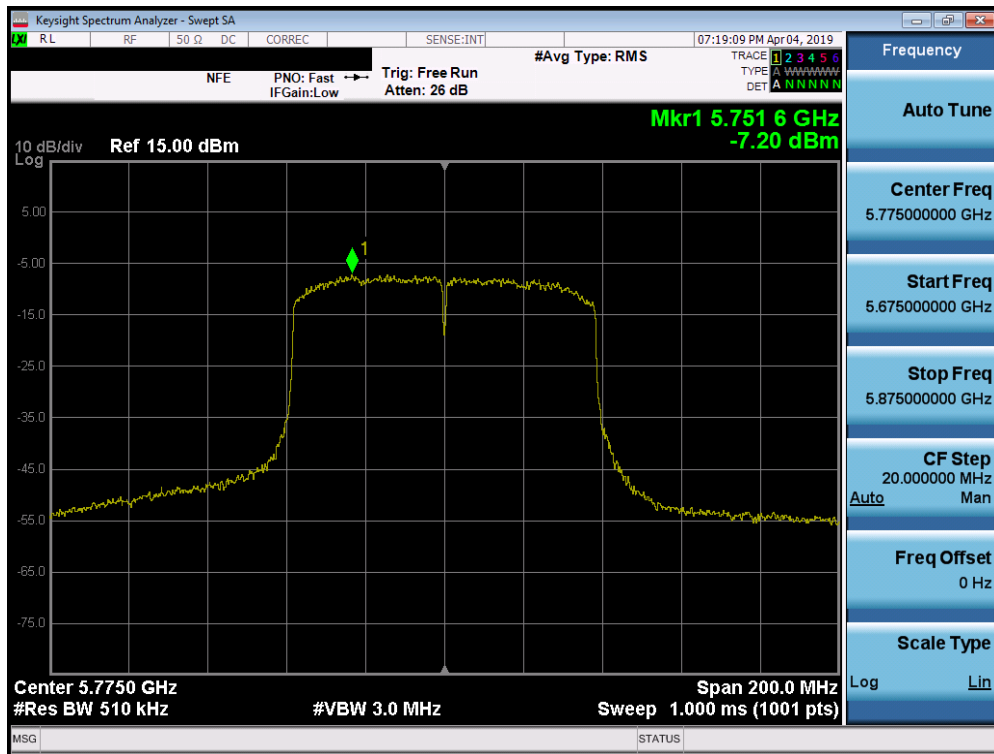 Keysight Spectrum Analyzer - Swept SA
LXI RL RF 50 Ω DC CORREC SENSE:INT 07:19:09 PM Apr 04, 2019
#Avg Type: RMS
TRACE 1 2 3 4 5 6
TYPE A WWWWW
DET A N N N N N
NFE
PNO: Fast
IFGain:Low
Trig: Free Run
Atten: 26 dB
Mkr1 5.751 6 GHz
-7.20 dBm
10 dB/div
Log
Ref 15.00 dBm
1
5.00
-5.00
-15.0
-25.0
-35.0
-45.0
-55.0
-65.0
-75.0
Center 5.7750 GHz
Span 200.0 MHz
#Res BW 510 kHz
#VBW 3.0 MHz
Sweep 1.000 ms (1001 pts)
MSG
STATUS
Frequency
Auto Tune
Center Freq
5.775000000 GHz
Start Freq
5.675000000 GHz
Stop Freq
5.875000000 GHz
CF Step
20.000000 MHz
Auto Man
Freq Offset
0 Hz
Scale Type
Log Lin